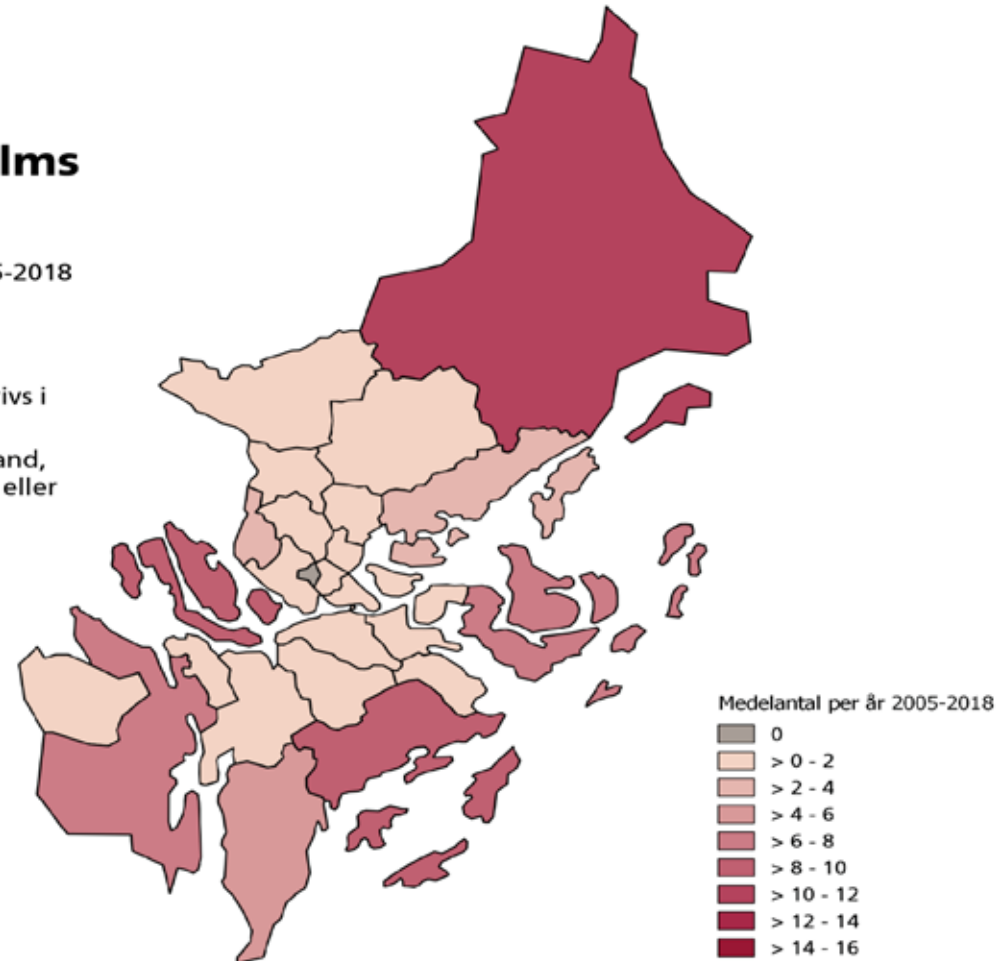 lms
5-2018
ivs i
and,
eller
Medelantal per år 2005-2018
0
> 0 - 2
> 2 - 4
> 4 - 6
> 6 - 8
> 8 - 10
> 10 - 12
> 12 - 14
> 14 - 16